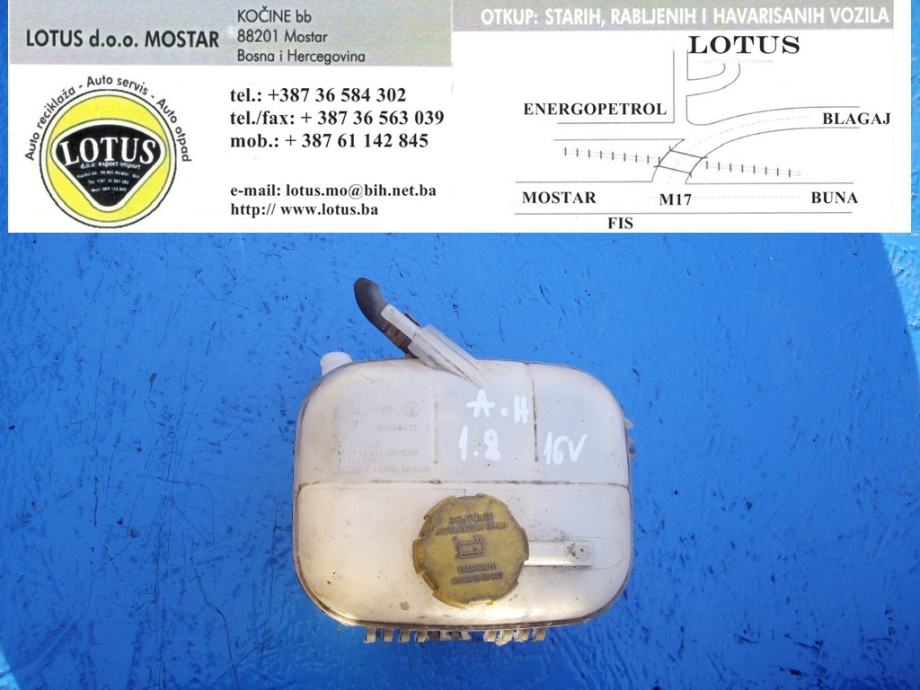 LOTUS d.o.o. MOSTAR
KOČINE bb
88201 Mostar
Bosna i Hercegovina
Auto reciklaža - Auto servis - Auto otpad
LOTUS
d.o.o. export-import
tel.: +387 36 584 302
tel./fax: + 387 36 563 039
mob.: + 387 61 142 845
e-mail: lotus.mo@bih.net.ba
http// www.lotus.ba
OTKUP: STARIH, RABLJENIH I HAVARISANIH VOZILA
LOTUS
ENERGOPETROL
BLAGAJ
MOSTAR
M17
BUNA
FIS
A.H
1.8 16V